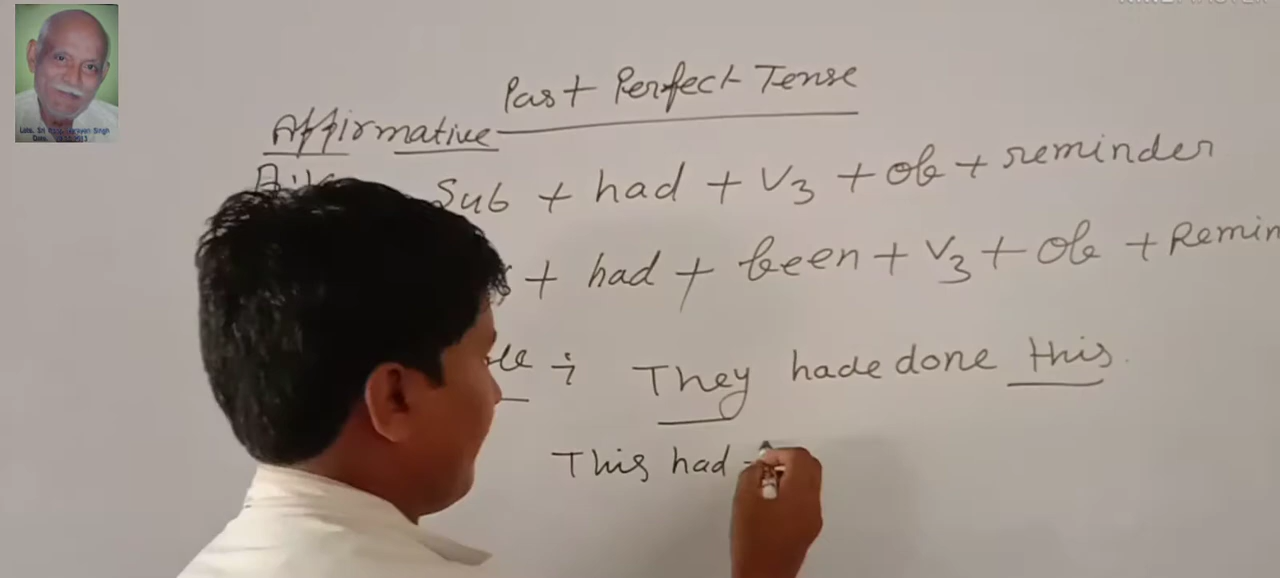 Past Perfect Tense
Affirmative
Sub + had + V3 + ob + reminder
+ had + been + V3 + Ob + Remin
; They hade done this.
This had